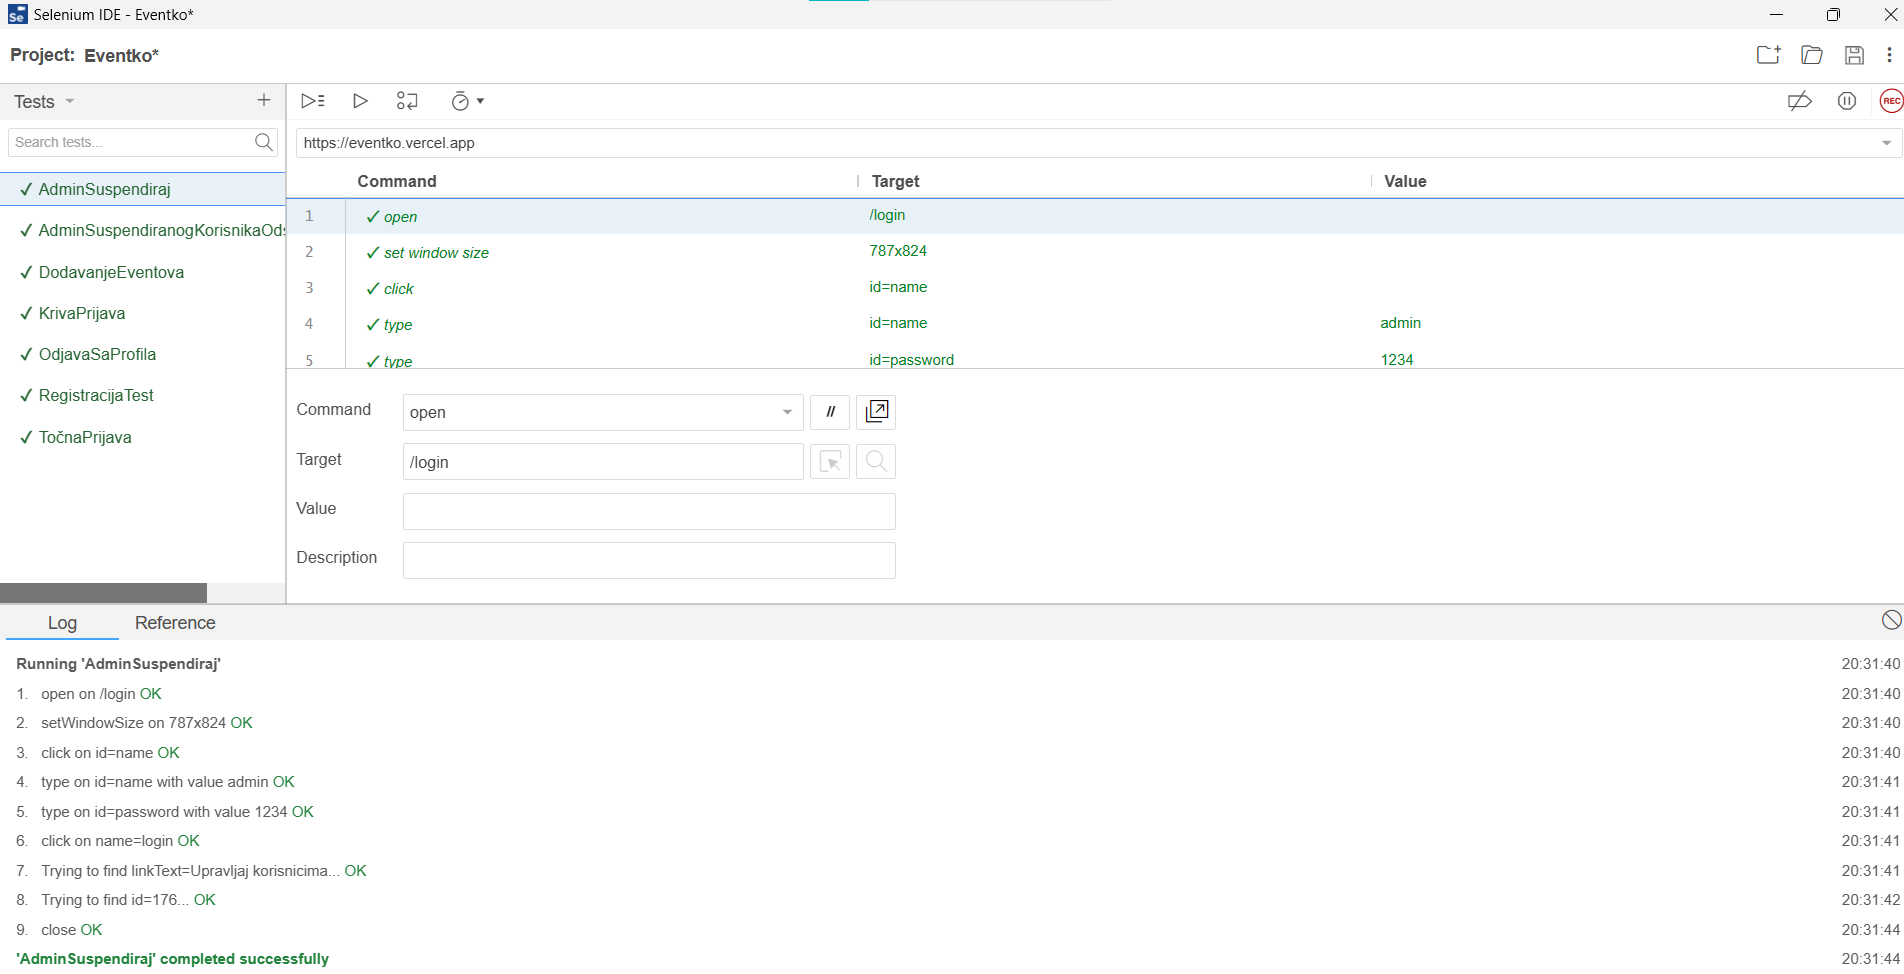 Selenium IDE - Eventko*
Project: Eventko*
Tests
Search tests...
AdminSuspendiraj
AdminSuspendiranogKorisnikaOds
DodavanjeEventova
KrivaPrijava
OdjavaSaProfila
RegistracijaTest
TočnaPrijava
REC
https://eventko.vercel.app
Command Target Value
1 ✓ open /login
2 ✓ set window size 787x824
3 ✓ click id=name
4 ✓ type id=name admin
5 ✓ type id=password 1234
Command open //
Target /login
Value
Description
Log Reference
Running 'AdminSuspendiraj' 20:31:40
1. open on /login OK 20:31:40
2. setWindowSize on 787x824 OK 20:31:40
3. click on id=name OK 20:31:40
4. type on id=name with value admin OK 20:31:41
5. type on id=password with value 1234 OK 20:31:41
6. click on name=login OK 20:31:41
7. Trying to find linkText=Upravljaj korisnicima... OK 20:31:41
8. Trying to find id=176... OK 20:31:42
9. close OK 20:31:44
'AdminSuspendiraj' completed successfully 20:31:44